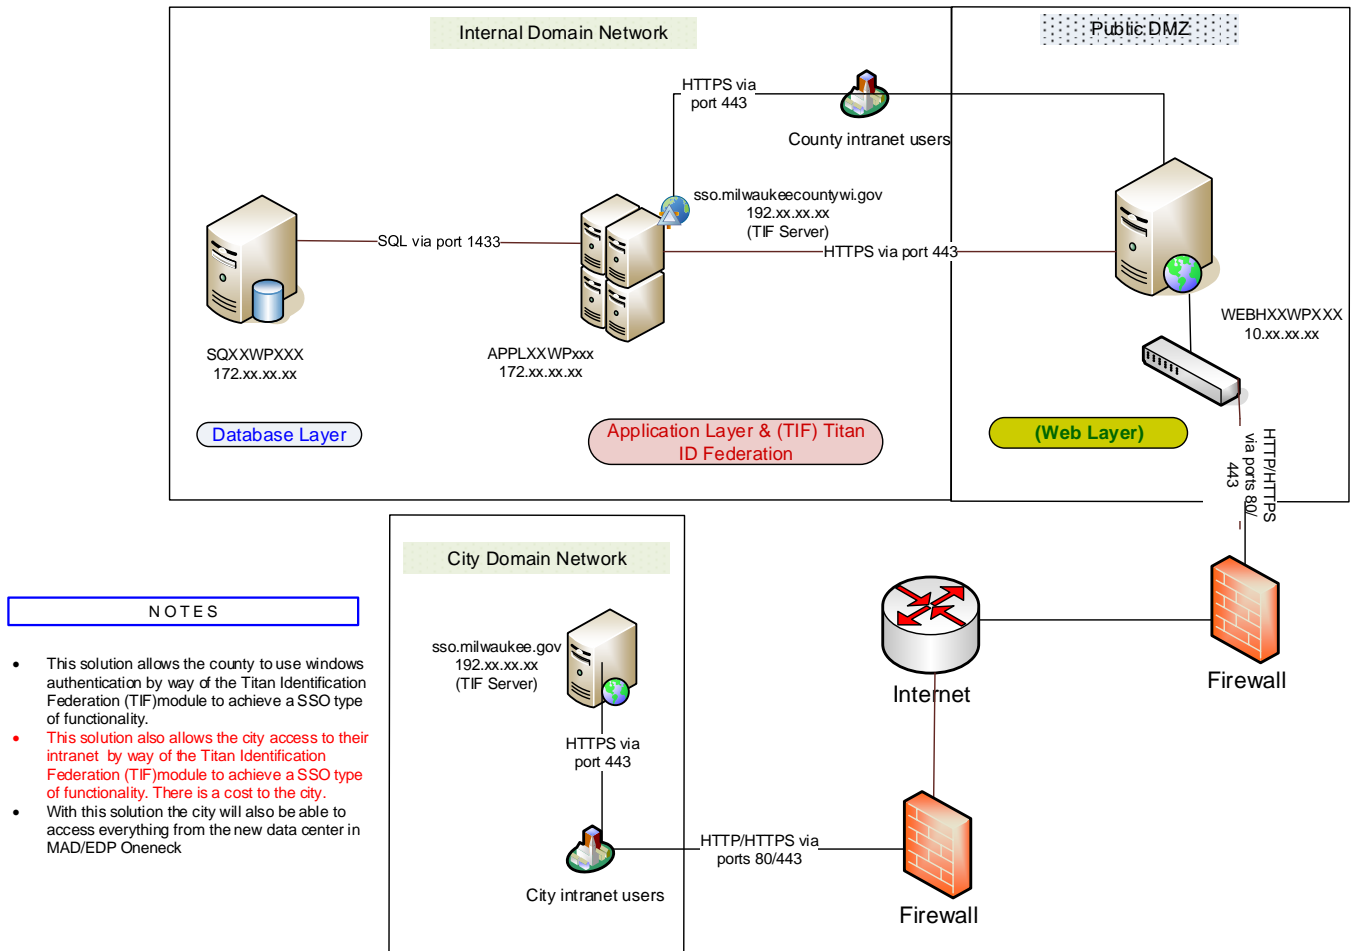 Internal Domain Network
Public DMZ
HTTPS via
port 443
County intranet users
sso.milwaukeecountywi.gov
192.xx.xx.xx
(TIF Server)
SQL via port 1433
HTTPS via port 443
WEBHXXWPXXX
10.xx.xx.xx
SQXXWPXXX
172.xx.xx.xx
APPLXXWPxxx
172.xx.xx.xx
Database Layer
Application Layer & (TIF) Titan
ID Federation
(Web Layer)
HTTP/HTTPS
via ports 80/
443
City Domain Network
sso.milwaukee.gov
192.xx.xx.xx
(TIF Server)
HTTPS via
port 443
City intranet users
HTTP/HTTPS via
ports 80/443
Internet
Firewall
Firewall
NOTES
• This solution allows the county to use windows
authentication by way of the Titan Identification
Federation (TIF)module to achieve a SSO type
of functionality.
• This solution also allows the city access to their
intranet by way of the Titan Identification
Federation (TIF)module to achieve a SSO type
of functionality. There is a cost to the city.
• With this solution the city will also be able to
access everything from the new data center in
MAD/EDP Oneneck